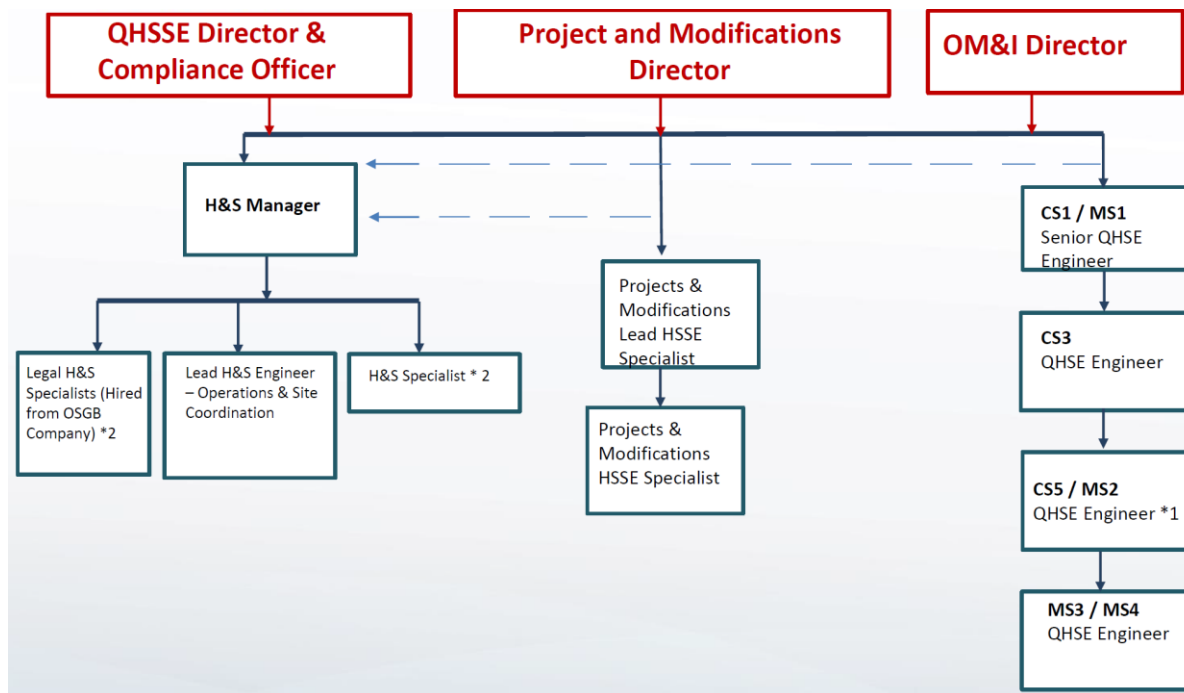 QHSSE Director &
Compliance Officer
Project and Modifications
Director
OM&I Director
H&S Manager
CS1 / MS1
Senior QHSE
Engineer
Projects &
Modifications
Lead HSSE
Specialist
CS3
QHSE Engineer
Legal H&S
Specialists (Hired
from OSGB
Company) *2
Lead H&S Engineer
– Operations & Site
Coordination
H&S Specialist * 2
Projects &
Modifications
HSSE Specialist
CS5 / MS2
QHSE Engineer *1
MS3 / MS4
QHSE Engineer